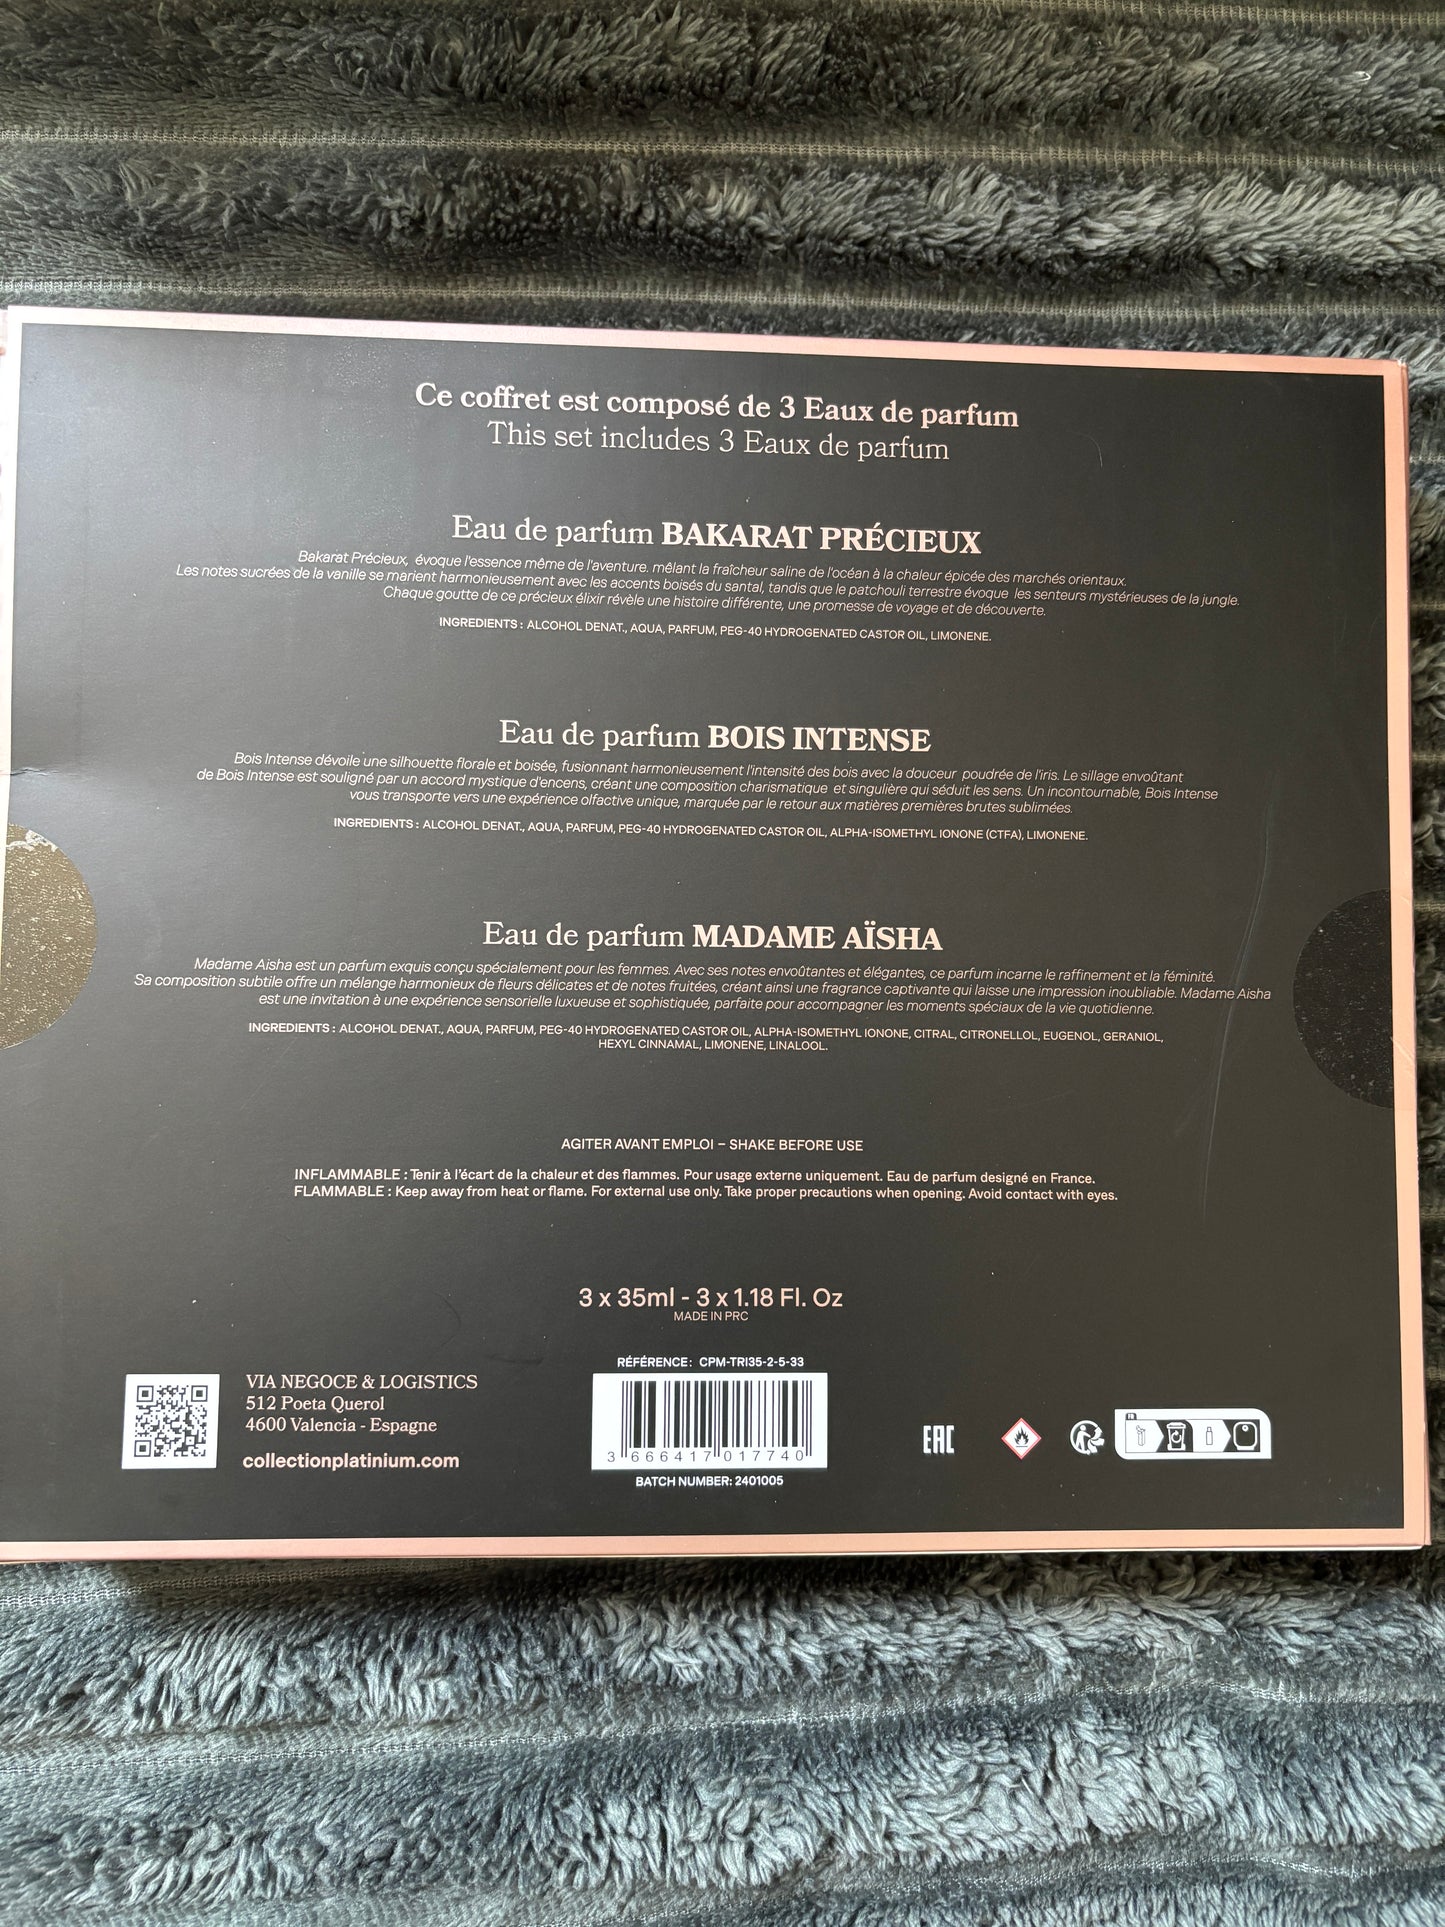 Ce coffret est composé de 3 Eaux de parfum
This set includes 3 Eaux de parfum
Eau de parfum BAKARAT PRÉCIEUX
Bakarat Précieux, évoque l'essence même de l'aventure. mêlant la fraîcheur saline de l'océan à la chaleur épicée des marchés orientaux.
Les notes sucrées de la vanille se marient harmonieusement avec les accents boisés du santal, tandis que le patchouli terrestre évoque les senteurs mystérieuses de la jungle.
Chaque goutte de ce précieux élixir révèle une histoire différente, une promesse de voyage et de découverte.
INGREDIENTS : ALCOHOL DENAT., AQUA, PARFUM, PEG-40 HYDROGENATED CASTOR OIL, LIMONENE.
Eau de parfum BOIS INTENSE
Bois Intense dévoile une silhouette florale et boisée, fusionnant harmonieusement l'intensité des bois avec la douceur poudrée de l'iris. Le sillage envoûtant
de Bois Intense est souligné par un accord mystique d'encens, créant une composition charismatique et singulière qui séduit les sens. Un incontournable, Bois Intense
vous transporte vers une expérience olfactive unique, marquée par le retour aux matières premières brutes sublimées.
INGREDIENTS : ALCOHOL DENAT., AQUA, PARFUM, PEG-40 HYDROGENATED CASTOR OIL, ALPHA-ISOMETHYL IONONE (CTFA), LIMONENE.
Eau de parfum MADAME AÏSHA
Madame Aisha est un parfum exquis conçu spécialement pour les femmes. Avec ses notes envoûtantes et élégantes, ce parfum incarne le raffinement et la féminité.
Sa composition subtile offre un mélange harmonieux de fleurs délicates et de notes fruitées, créant ainsi une fragrance captivante qui laisse une impression inoubliable. Madame Aisha
est une invitation à une expérience sensorielle luxueuse et sophistiquée, parfaite pour accompagner les moments spéciaux de la vie quotidienne.
INGREDIENTS : ALCOHOL DENAT., AQUA, PARFUM, PEG-40 HYDROGENATED CASTOR OIL, ALPHA-ISOMETHYL IONONE, CITRAL, CITRONELLOL, EUGENOL, GERANIOL,
HEXYL CINNAMAL, LIMONENE, LINALOOL.
AGITER AVANT EMPLOI – SHAKE BEFORE USE
INFLAMMABLE : Tenir à l'écart de la chaleur et des flammes. Pour usage externe uniquement. Eau de parfum designé en France.
FLAMMABLE : Keep away from heat or flame. For external use only. Take proper precautions when opening. Avoid contact with eyes.
3 x 35ml - 3 x 1.18 Fl. Oz
MADE IN PRC
VIA NEGOCE & LOGISTICS
512 Poeta Querol
4600 Valencia - Espagne
collectionplatinium.com
RÉFÉRENCE : CPM-TRI35-2-5-33
3 666417 017740
BATCH NUMBER: 2401005
EAC
FR